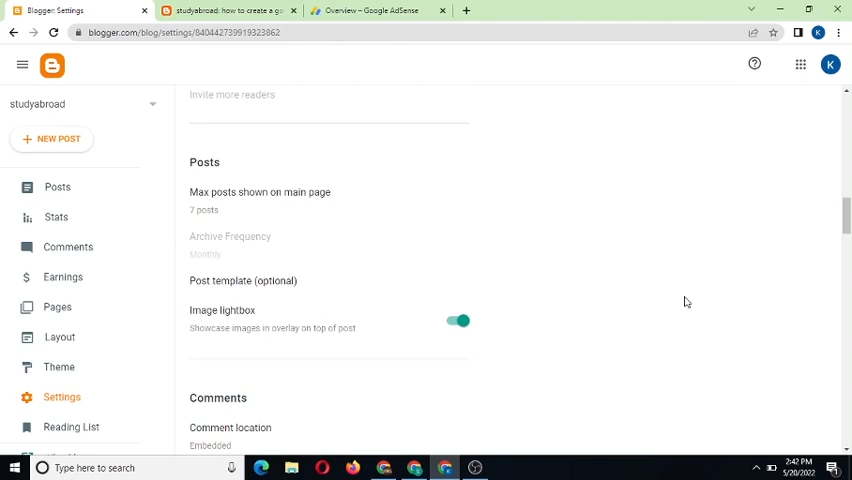 Blogger: Settings
studyabroad: how to create a go
Overview – Google AdSense
blogger.com/blog/settings/840442739919323862
K
K
studyabroad
NEW POST
Posts
Stats
Comments
Earnings
Pages
Layout
Theme
Settings
Reading List
Invite more readers
Posts
Max posts shown on main page
7 posts
Archive Frequency
Monthly
Post template (optional)
Image lightbox
Showcase images in overlay on top of post
Comments
Comment location
Embedded
Type here to search
2:42 PM
5/20/2022